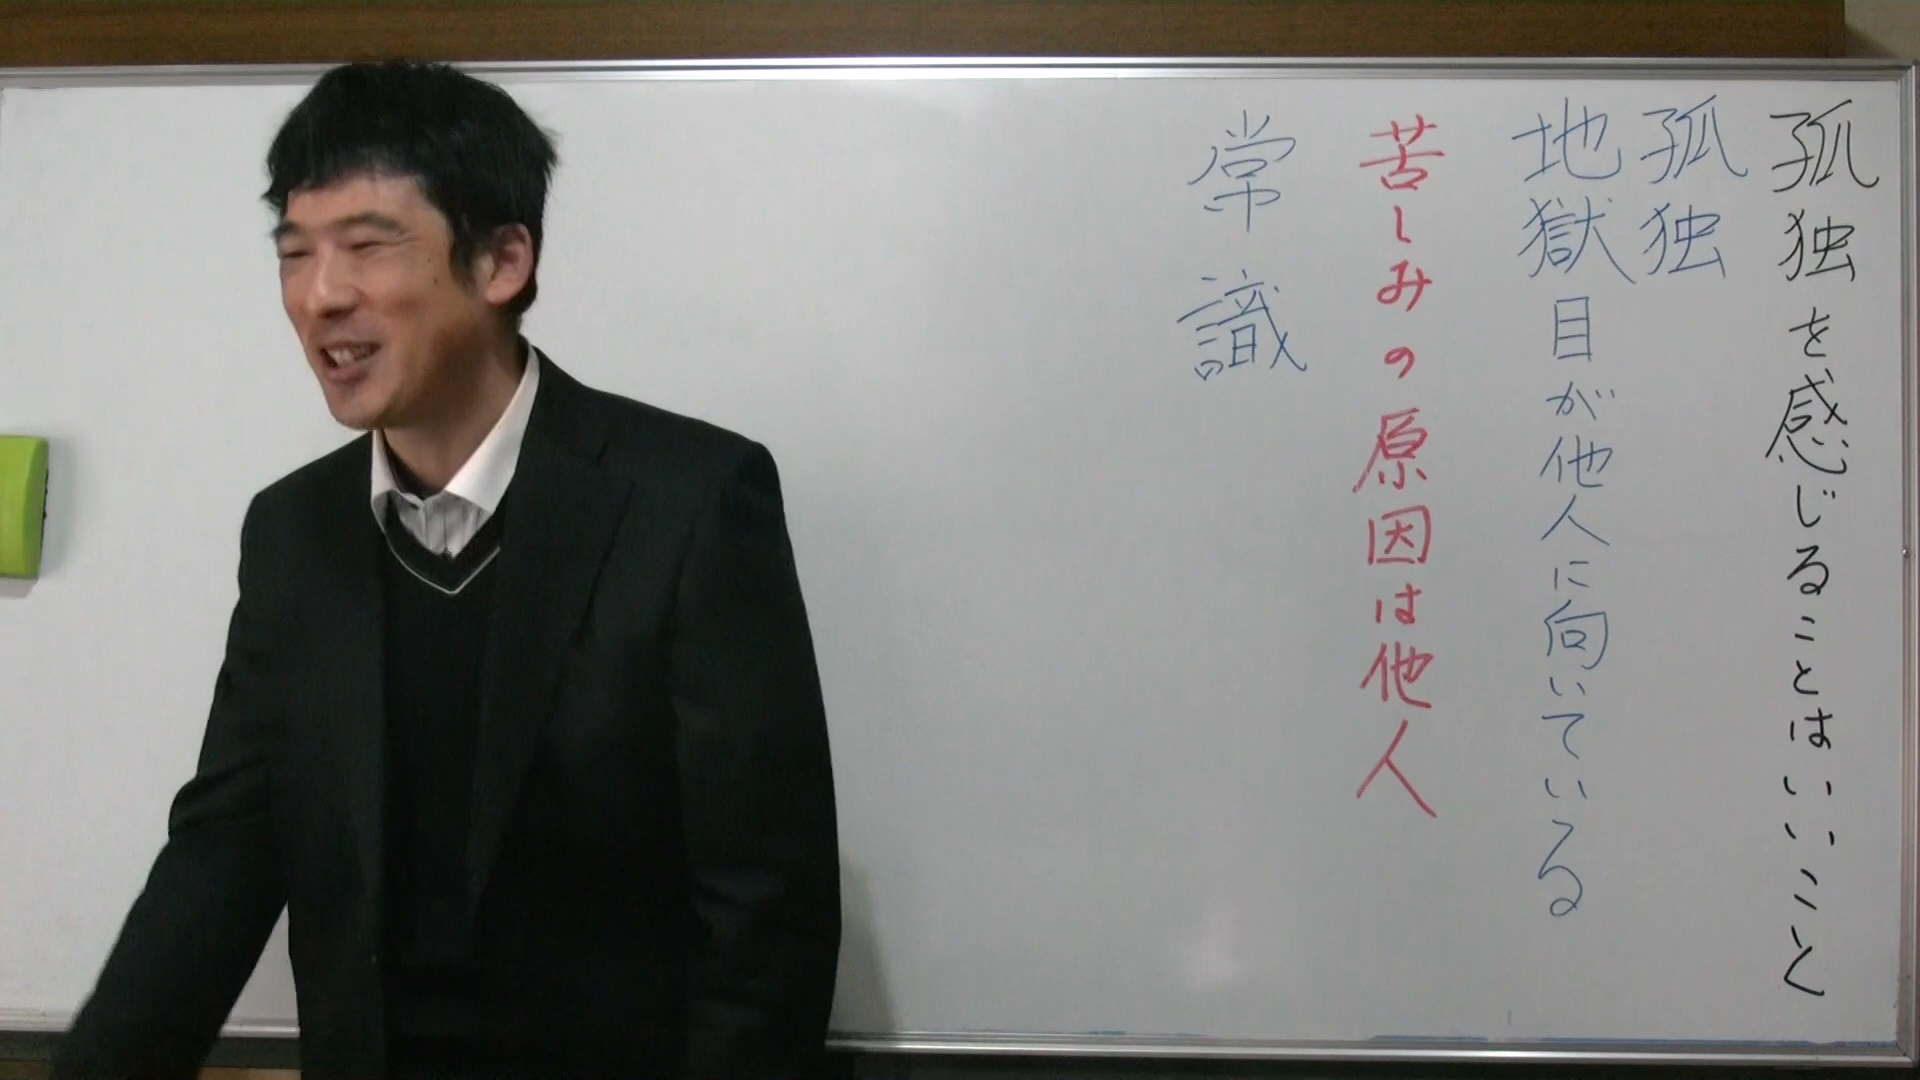 孤独を感じることはいいこと
孤独
地獄目が他人に向いている
苦しみの原因は他人
常識